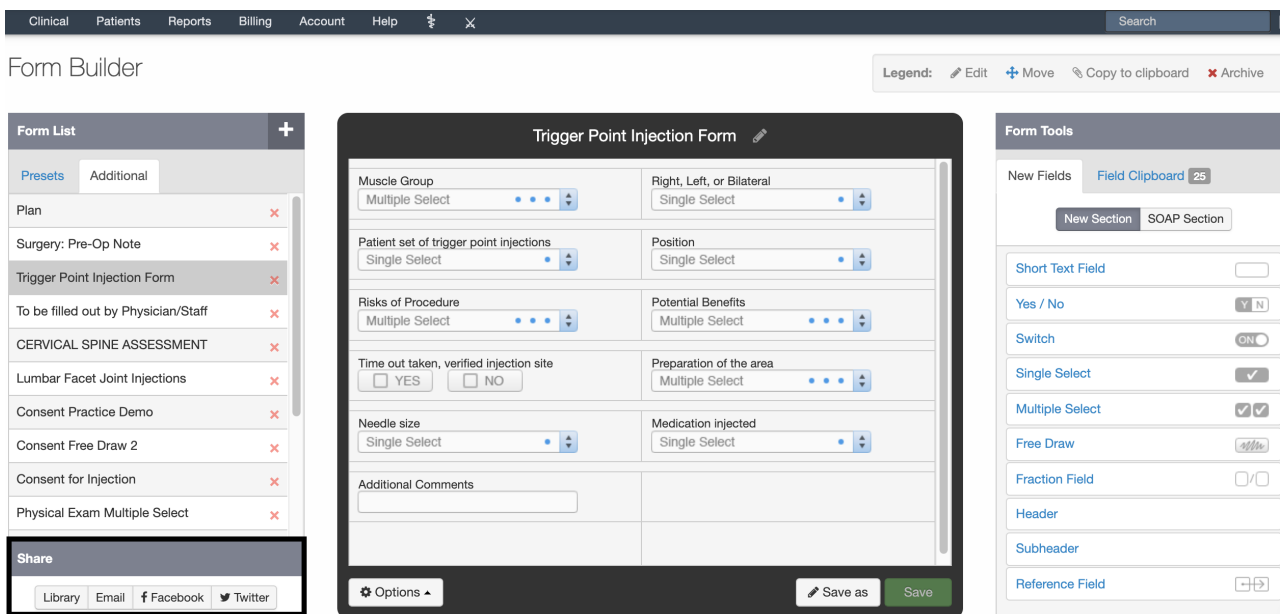 Clinical Patients Reports Billing Account Help Search
Form Builder
Legend: Edit Move Copy to clipboard Archive
Form List +
Presets Additional
Plan
Surgery: Pre-Op Note
Trigger Point Injection Form
To be filled out by Physician/Staff
CERVICAL SPINE ASSESSMENT
Lumbar Facet Joint Injections
Consent Practice Demo
Consent Free Draw 2
Consent for Injection
Physical Exam Multiple Select
Share
Library Email Facebook Twitter
Trigger Point Injection Form
Muscle Group Right, Left, or Bilateral
Multiple Select Single Select
Patient set of trigger point injections Position
Single Select Single Select
Risks of Procedure Potential Benefits
Multiple Select Multiple Select
Time out taken, verified injection site Preparation of the area
YES NO Multiple Select
Needle size Medication injected
Single Select Single Select
Additional Comments
Options Save as Save
Form Tools
New Fields Field Clipboard 25
New Section SOAP Section
Short Text Field
Yes / No Y N
Switch ON
Single Select
Multiple Select
Free Draw
Fraction Field
Header
Subheader
Reference Field